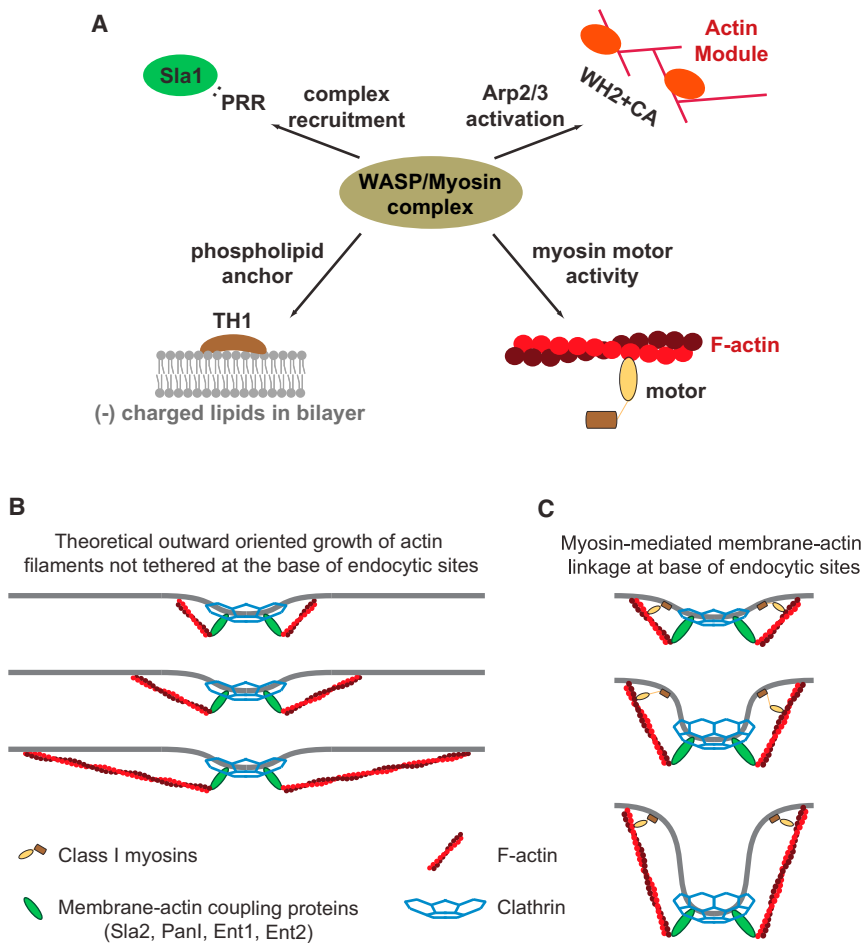 A
Sla1
PRR
complex
recruitment
Arp2/3
activation
Actin
Module
WH2+CA
WASP/Myosin
complex
phospholipid
anchor
myosin motor
activity
TH1
(-) charged lipids in bilayer
F-actin
motor
B
Theoretical outward oriented growth of actin
filaments not tethered at the base of endocytic sites
C
Myosin-mediated membrane-actin
linkage at base of endocytic sites
Class I myosins
F-actin
Membrane-actin coupling proteins
(Sla2, PanI, Ent1, Ent2)
Clathrin